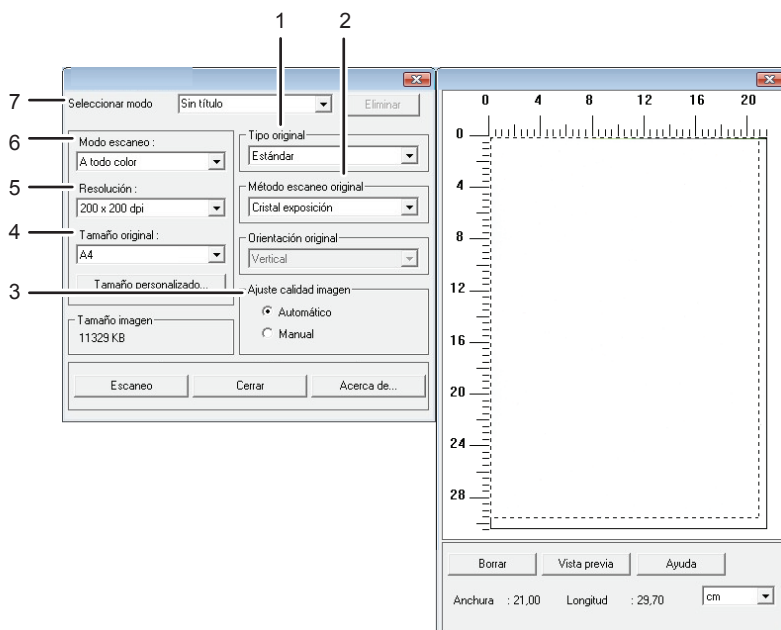 1 2
7 Seleccionar modo Sin título Eliminar
6 Modo escaneo :
A todo color
5 Resolución :
200 x 200 dpi
4 Tamaño original :
A4
Tamaño personalizado...
Tamaño imagen
11329 KB
Tipo original
Estándar
Método escaneo original
Cristal exposición
Orientación original
Vertical
3 Ajuste calidad imagen
Automático
Manual
Escaneo Cerrar Acerca de...
0 4 8 12 16 20
0
4
8
12
16
20
24
28
Borrar Vista previa Ayuda
Anchura : 21,00 Longitud : 29,70 cm